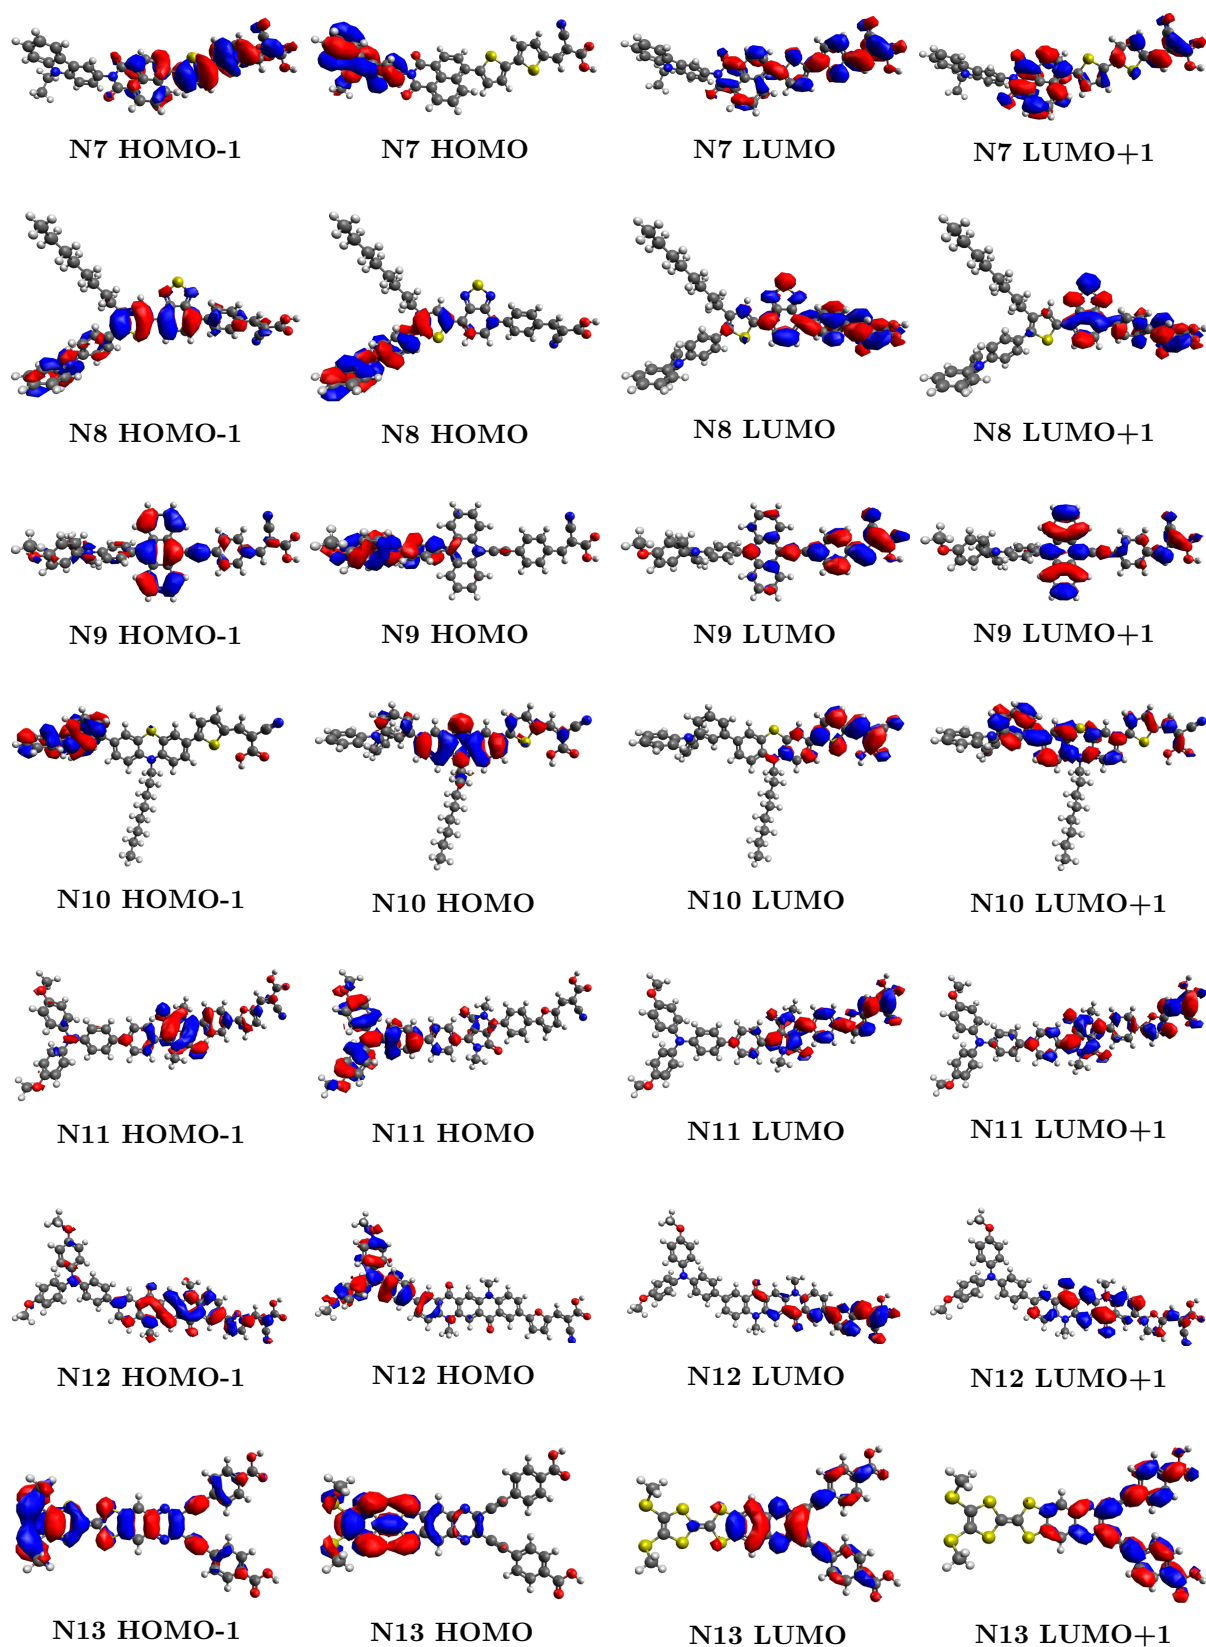 N7 HOMO-1 N7 HOMO N7 LUMO N7 LUMO+1
N8 HOMO-1 N8 HOMO N8 LUMO N8 LUMO+1
N9 HOMO-1 N9 HOMO N9 LUMO N9 LUMO+1
N10 HOMO-1 N10 HOMO N10 LUMO N10 LUMO+1
N11 HOMO-1 N11 HOMO N11 LUMO N11 LUMO+1
N12 HOMO-1 N12 HOMO N12 LUMO N12 LUMO+1
N13 HOMO-1 N13 HOMO N13 LUMO N13 LUMO+1